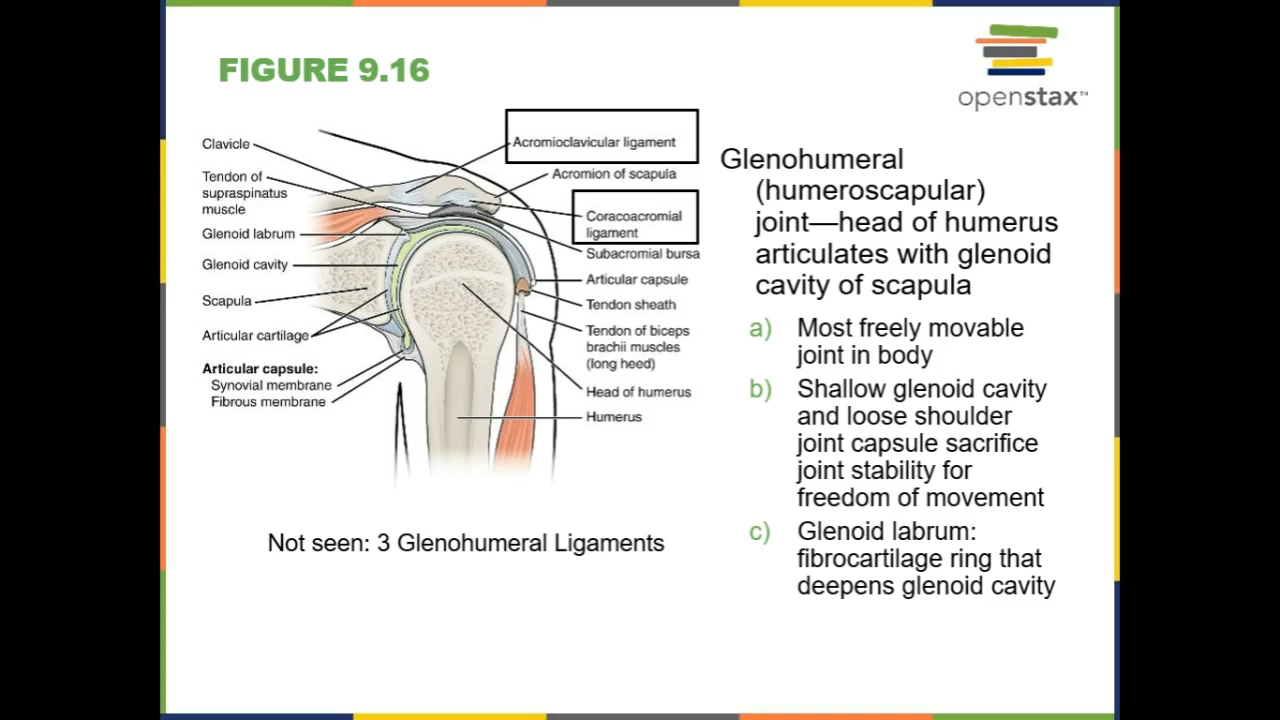 FIGURE 9.16
openstax™
Clavicle
Tendon of
supraspinatus
muscle
Glenoid labrum
Glenoid cavity
Scapula
Articular cartilage
Articular capsule:
Synovial membrane
Fibrous membrane
Acromioclavicular ligament
Acromion of scapula
Coracoacromial
ligament
Subacromial bursa
Articular capsule
Tendon sheath
Tendon of biceps
brachii muscles
(long heed)
Head of humerus
Humerus
Not seen: 3 Glenohumeral Ligaments
Glenohumeral
(humeroscapular)
joint—head of humerus
articulates with glenoid
cavity of scapula
a) Most freely movable
joint in body
b) Shallow glenoid cavity
and loose shoulder
joint capsule sacrifice
joint stability for
freedom of movement
c) Glenoid labrum:
fibrocartilage ring that
deepens glenoid cavity